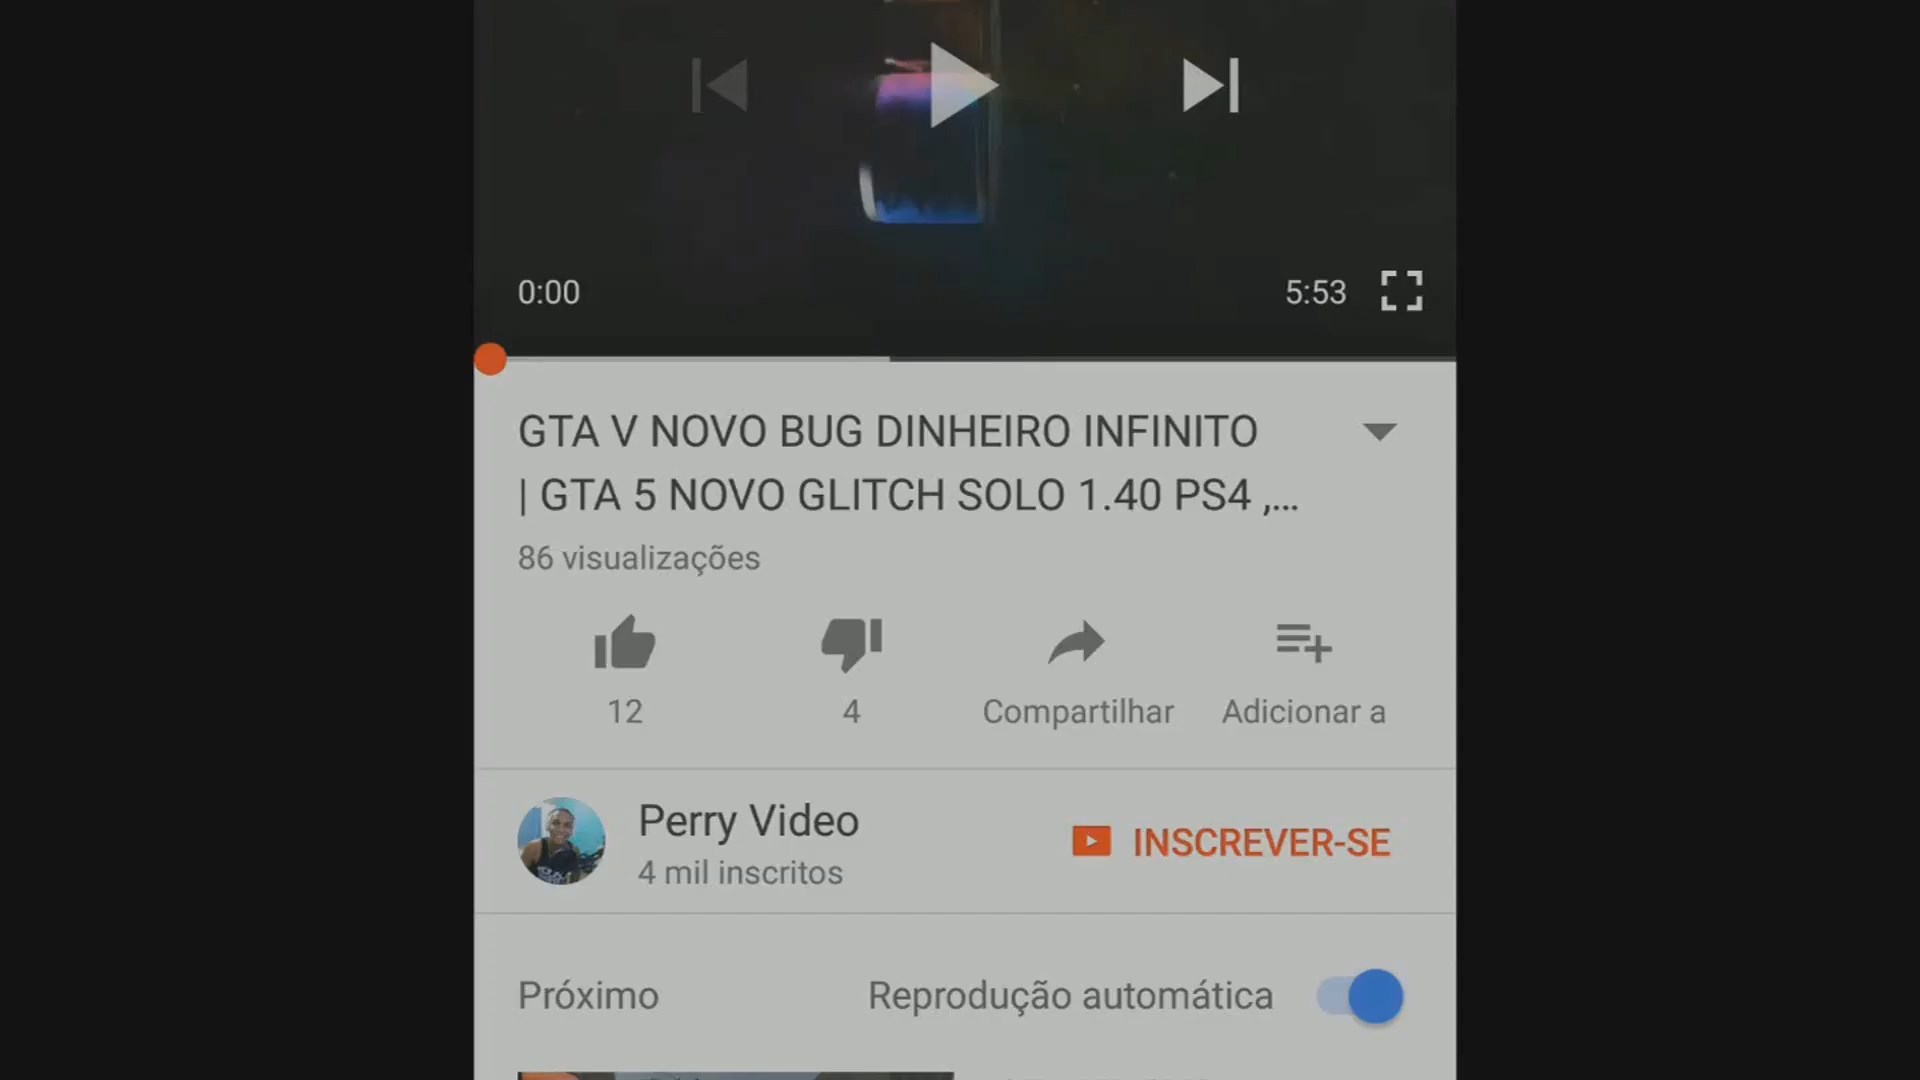 0:00
5:53
GTA V NOVO BUG DINHEIRO INFINITO
| GTA 5 NOVO GLITCH SOLO 1.40 PS4 ,...
86 visualizações
12
4
Compartilhar
Adicionar a
Perry Video
4 mil inscritos
INSCREVER-SE
Próximo
Reprodução automática